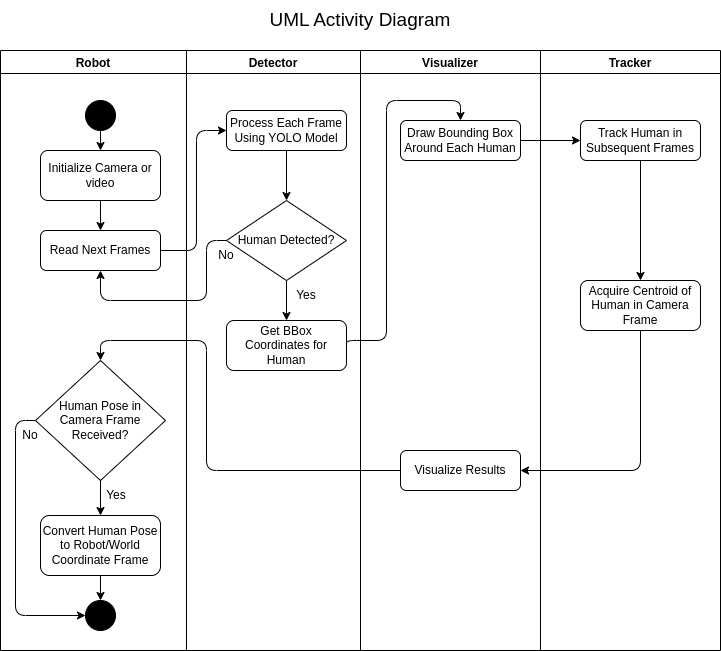 UML Activity Diagram
Robot
Detector
Visualizer
Tracker
Initialize Camera or
video
Read Next Frames
Process Each Frame
Using YOLO Model
Human Detected?
No
Yes
Get BBox
Coordinates for
Human
Draw Bounding Box
Around Each Human
Track Human in
Subsequent Frames
Acquire Centroid of
Human in Camera
Frame
Visualize Results
Human Pose in
Camera Frame
Received?
No
Yes
Convert Human Pose
to Robot/World
Coordinate Frame